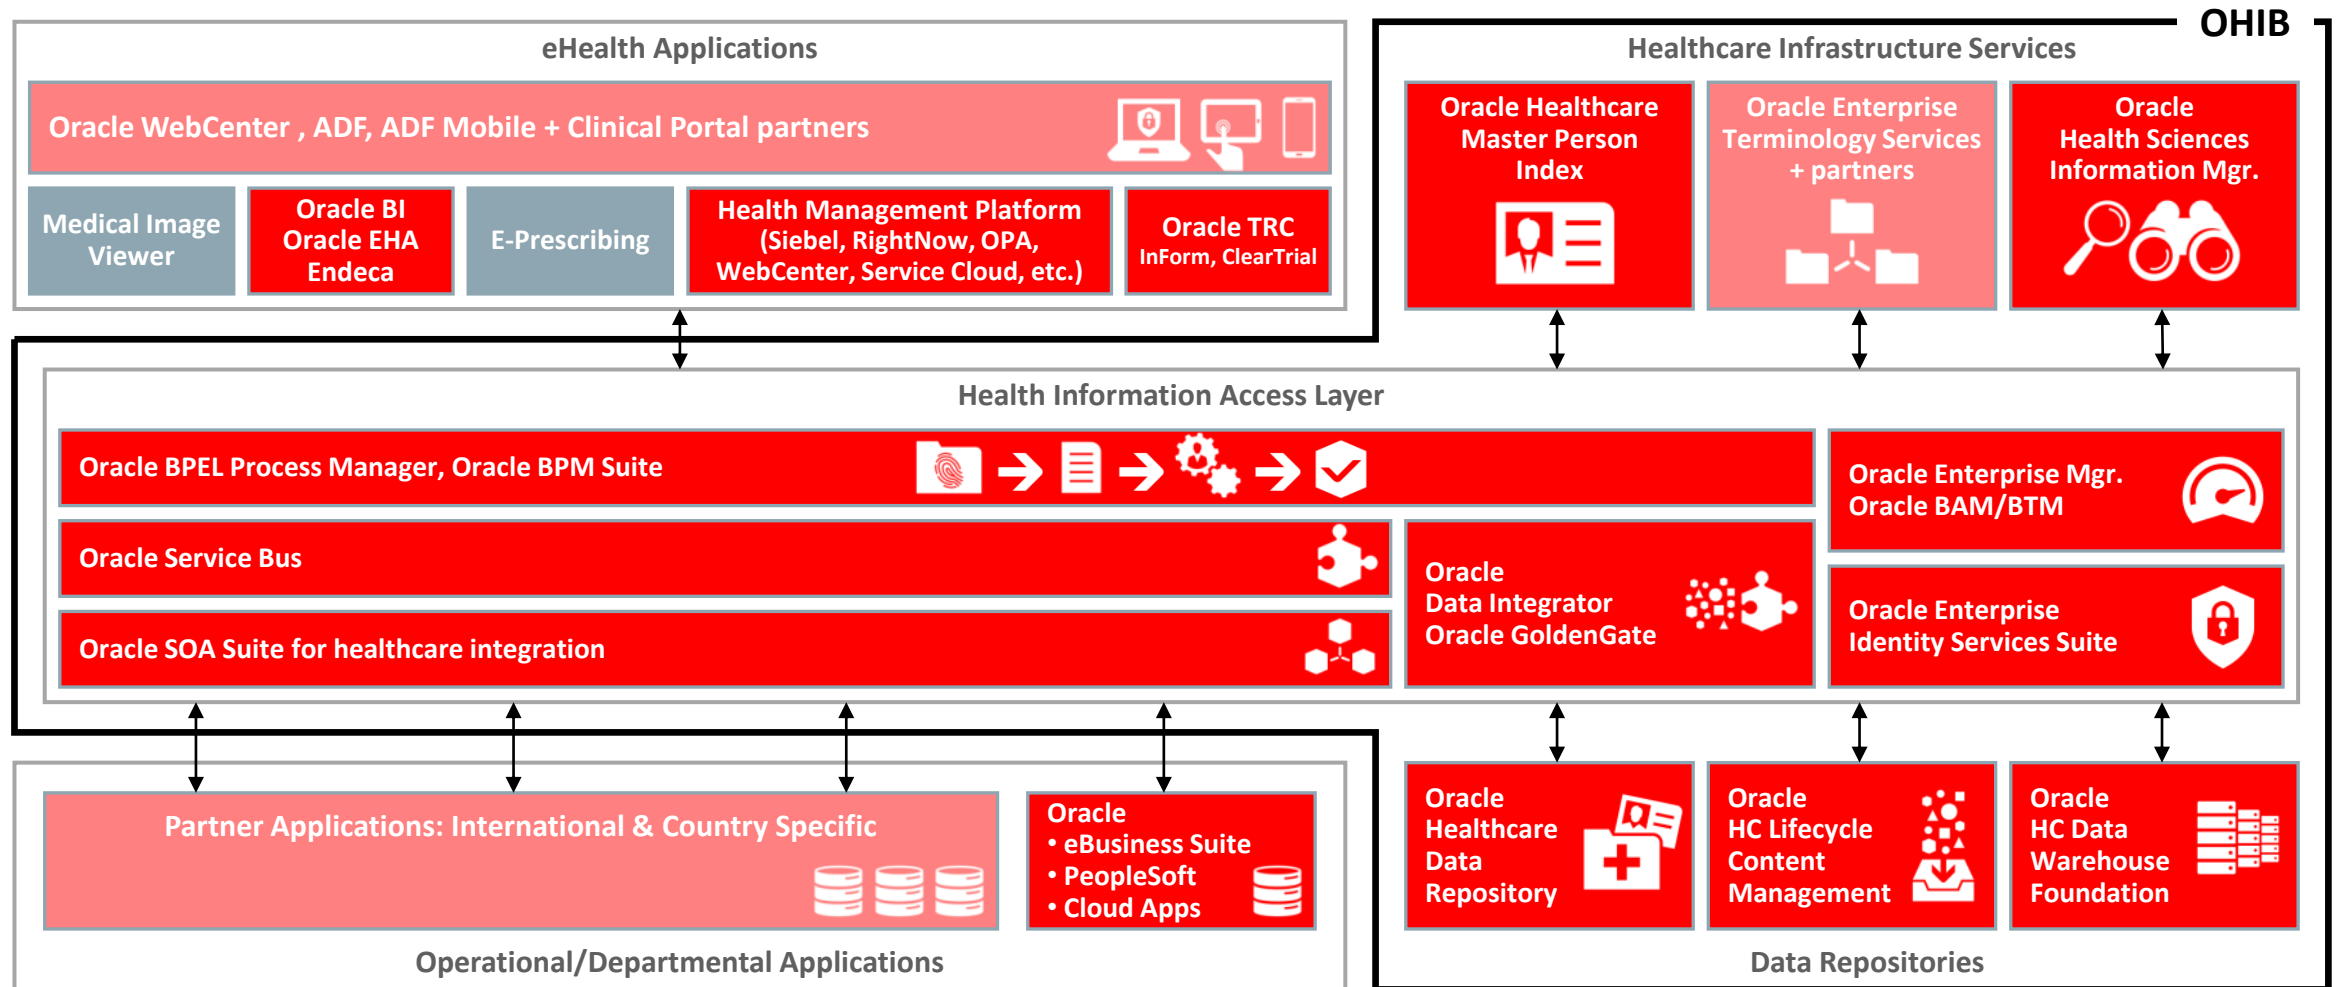 OHIB
eHealth Applications
Oracle WebCenter , ADF, ADF Mobile + Clinical Portal partners
Medical Image
Viewer
Oracle BI
Oracle EHA
Endeca
E-Prescribing
Health Management Platform
(Siebel, RightNow, OPA,
WebCenter, Service Cloud, etc.)
Oracle TRC
InForm, ClearTrial
Healthcare Infrastructure Services
Oracle Healthcare
Master Person
Index
Oracle Enterprise
Terminology Services
+ partners
Oracle
Health Sciences
Information Mgr.
Health Information Access Layer
Oracle BPEL Process Manager, Oracle BPM Suite
Oracle Service Bus
Oracle SOA Suite for healthcare integration
Oracle
Data Integrator
Oracle GoldenGate
Oracle Enterprise Mgr.
Oracle BAM/BTM
Oracle Enterprise
Identity Services Suite
Partner Applications: International & Country Specific
Oracle
• eBusiness Suite
• PeopleSoft
• Cloud Apps
Operational/Departmental Applications
Oracle
Healthcare
Data
Repository
Oracle
HC Lifecycle
Content
Management
Oracle
HC Data
Warehouse
Foundation
Data Repositories